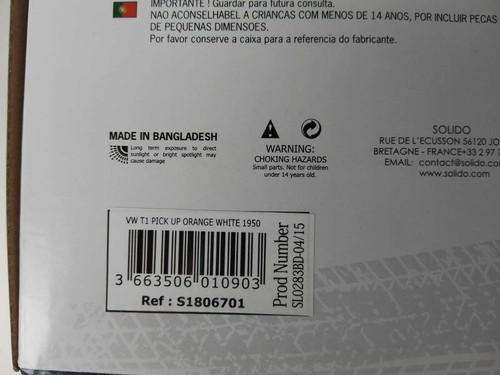 IMPORTANTE ! Guardar para futura consulta.
NAO ACONSELHABEL A CRIANCAS COM MENOS DE 14 ANOS, POR INCLUIR PECAS
DE PEQUENAS DIMENSOES.
Por favor conserve a caixa para a referencia do fabricante.
MADE IN BANGLADESH
Long term exposure to direct
sunlight or bright spotlight may
cause damage
WARNING:
CHOKING HAZARDS
Small parts. Not for children
under 14 years old.
SOLIDO
RUE DE L'ECUSSON 56120
BRETAGNE - FRANCE+33 2 97 7
EMAIL: contact@solido.co
www.solido.com
VW T1 PICK UP ORANGE WHITE 1950
3 663506 010903
Ref : S1806701
Prod Number
SL0283BD-04/15